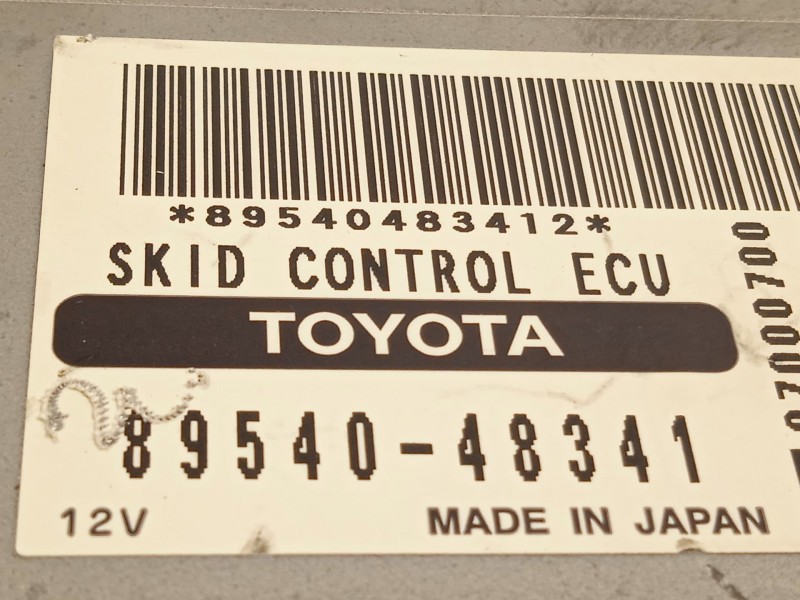 *89540483412*
SKID CONTROL ECU
TOYOTA
89540-48341
12V
MADE IN JAPAN